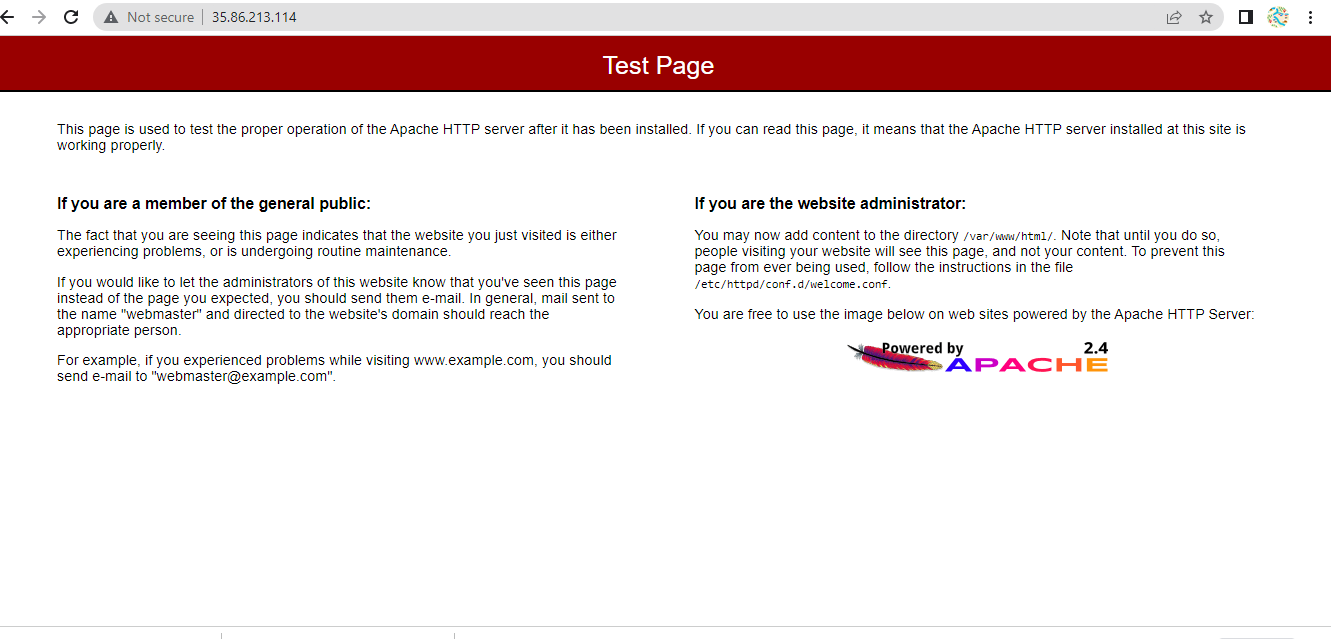 Not secure 35.86.213.114
Test Page
This page is used to test the proper operation of the Apache HTTP server after it has been installed. If you can read this page, it means that the Apache HTTP server installed at this site is
working properly.
If you are a member of the general public:
The fact that you are seeing this page indicates that the website you just visited is either
experiencing problems, or is undergoing routine maintenance.
If you would like to let the administrators of this website know that you've seen this page
instead of the page you expected, you should send them e-mail. In general, mail sent to
the name "webmaster" and directed to the website's domain should reach the
appropriate person.
For example, if you experienced problems while visiting www.example.com, you should
send e-mail to "webmaster@example.com".
If you are the website administrator:
You may now add content to the directory /var/www/html/. Note that until you do so,
people visiting your website will see this page, and not your content. To prevent this
page from ever being used, follow the instructions in the file
/etc/httpd/conf.d/welcome.conf.
You are free to use the image below on web sites powered by the Apache HTTP Server:
Powered by 2.4
APACHE